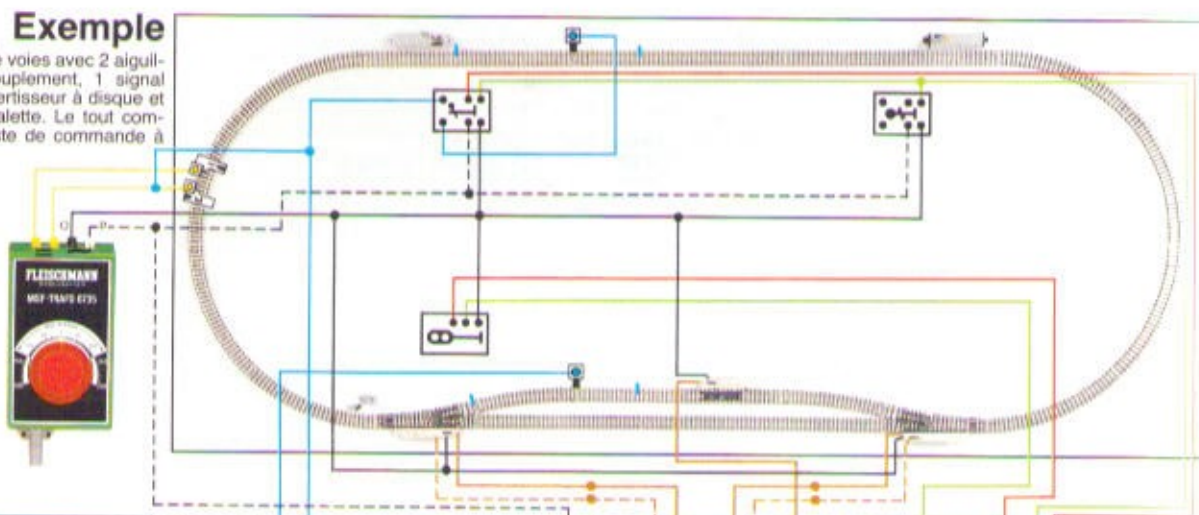 Exemple
voies avec 2 aiguil-
ouplement, 1 signal
ertisseur à disque et
alette. Le tout com-
te de commande à
FLEISCHMANN
MSF-TRAFO 6735